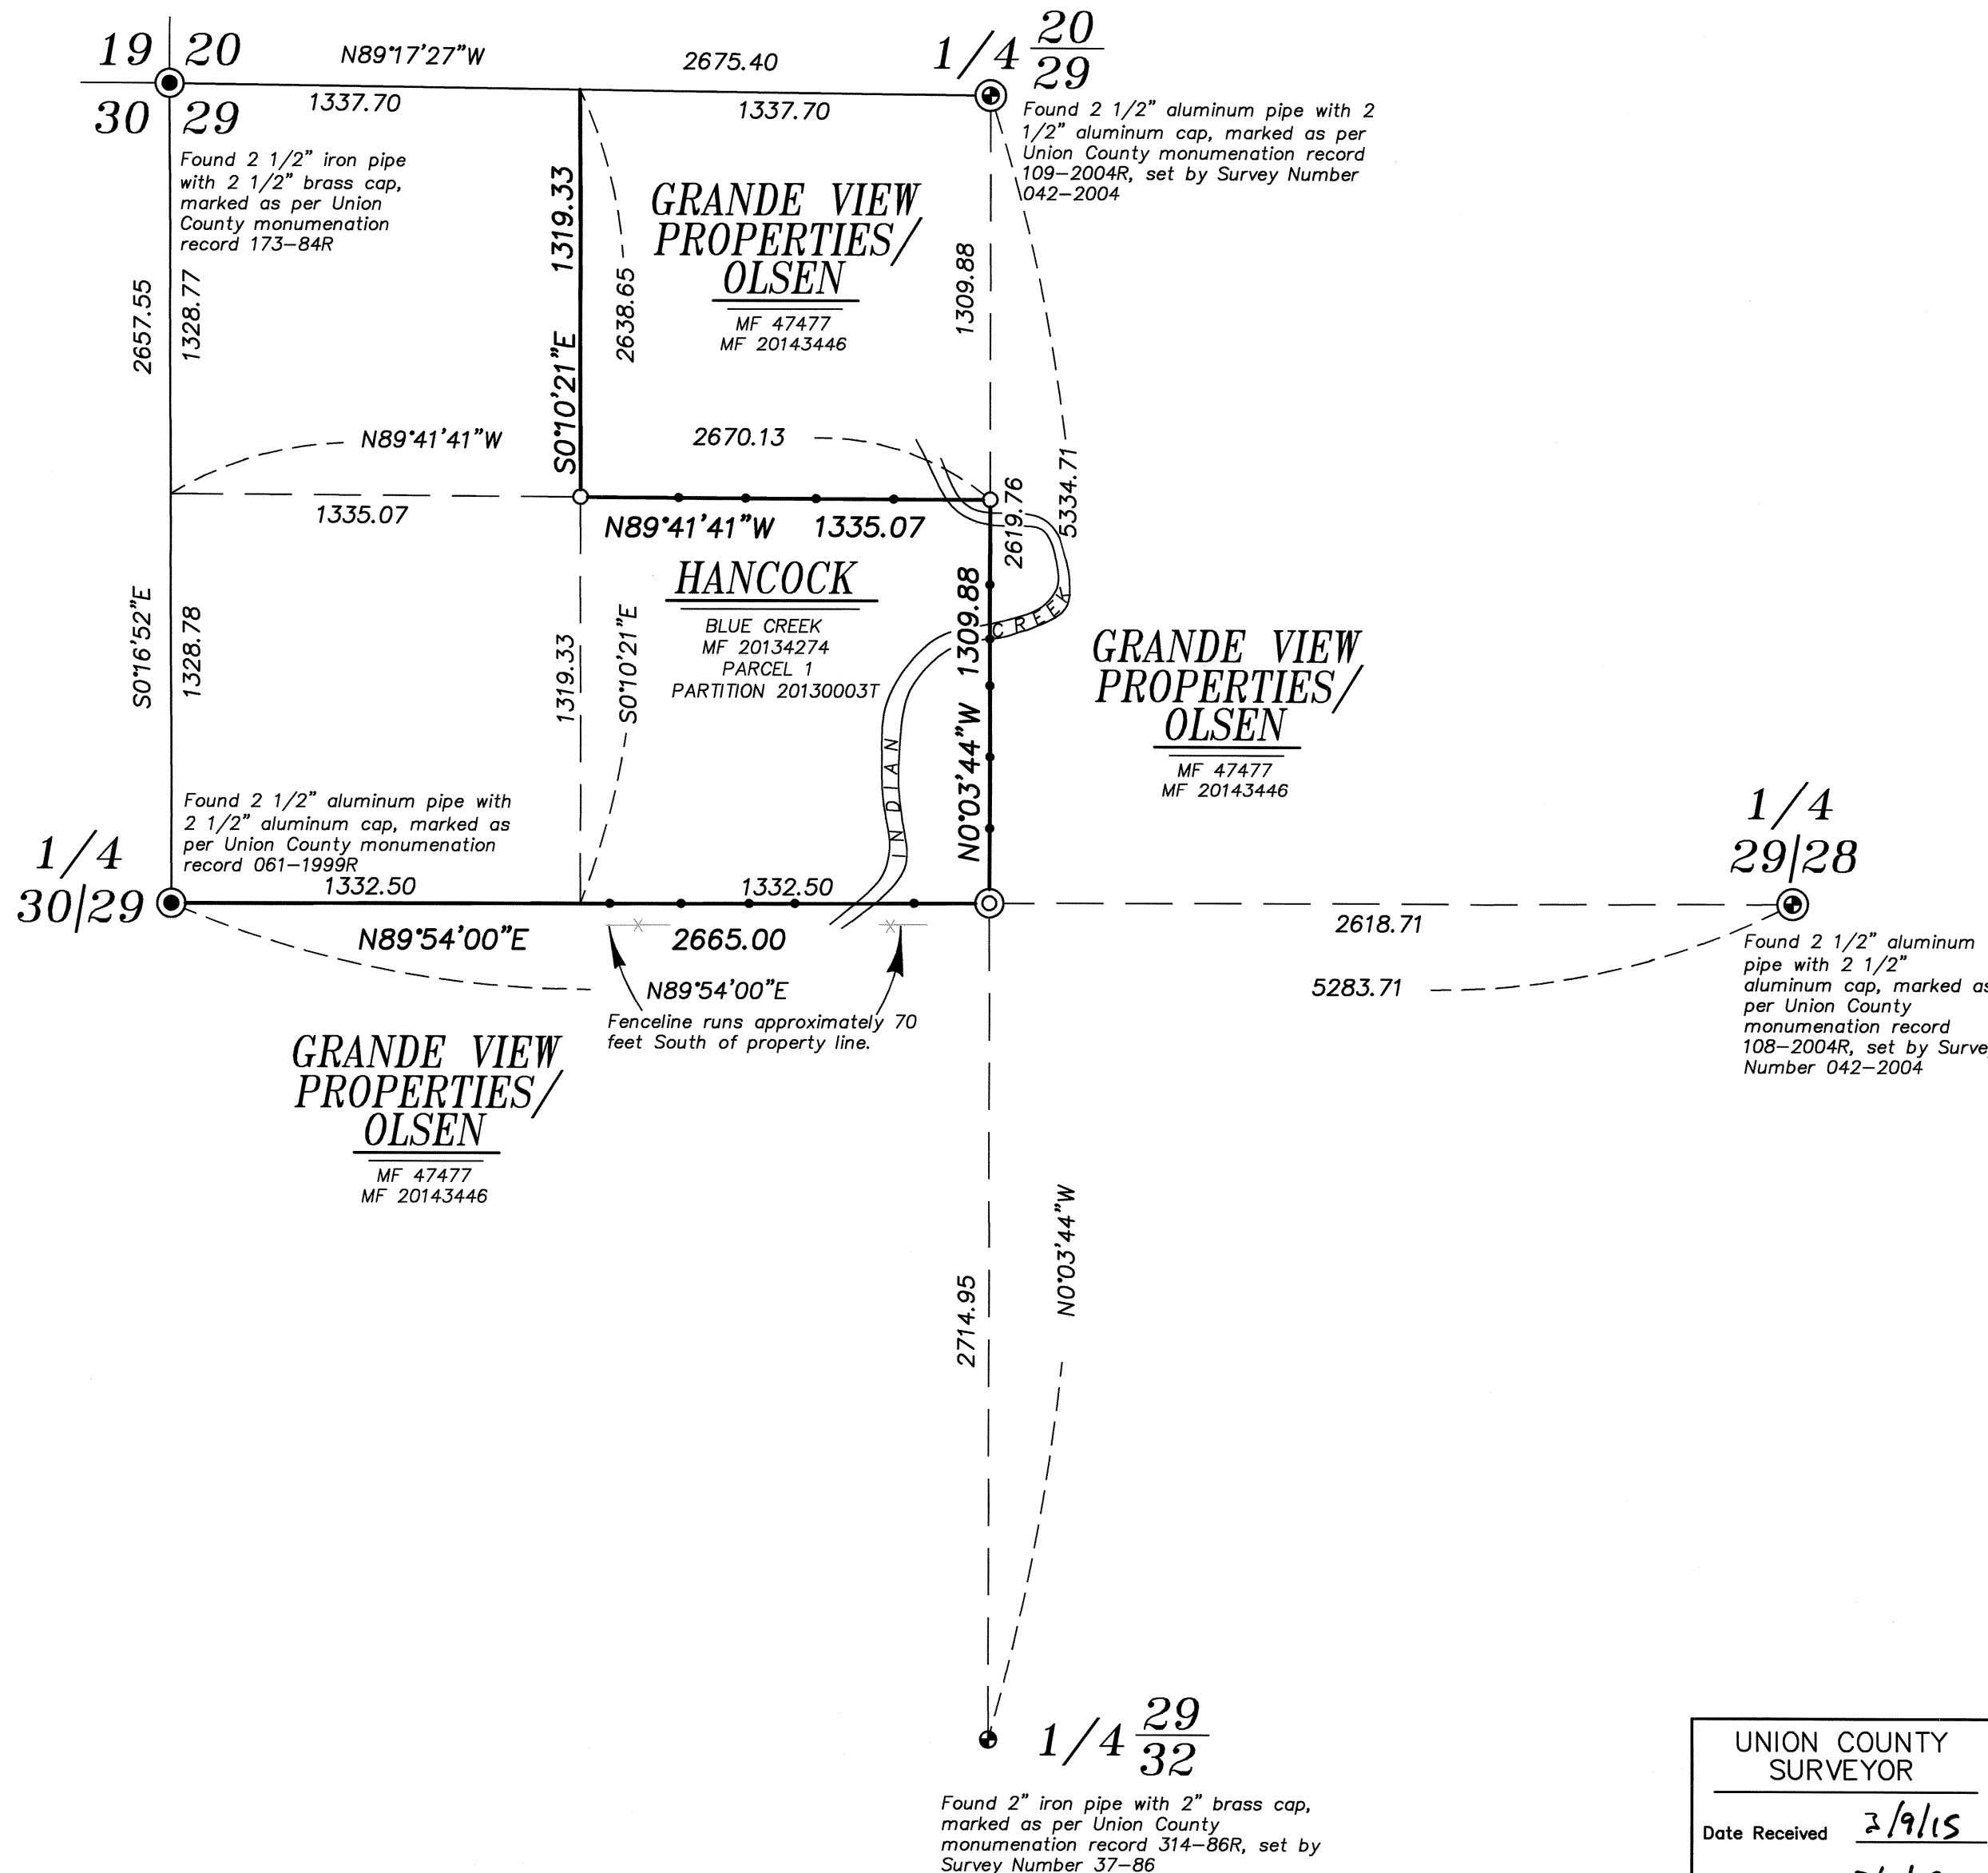 19 20
30 29
N89°17'27"W 2675.40
1337.70 1337.70
1/4 20
29
Found 2 1/2" aluminum pipe with 2
1/2" aluminum cap, marked as per
Union County monumenation record
109-2004R, set by Survey Number
042-2004
Found 2 1/2" iron pipe
with 2 1/2" brass cap,
marked as per Union
County monumenation
record 173-84R
2657.55
1328.77
S0°10'21"E 1319.33
2638.65
GRANDE VIEW
PROPERTIES/
OLSEN
MF 47477
MF 20143446
1309.88
5334.71
2619.76
N89°41'41"W 2670.13
1335.07
N89°41'41"W 1335.07
HANCOCK
BLUE CREEK
MF 20134274
PARCEL 1
PARTITION 20130003T
S0°16'52"E
1328.78
1319.33
S0°10'21"E
N0°03'44"W 1309.88
INDIAN CREEK
GRANDE VIEW
PROPERTIES/
OLSEN
MF 47477
MF 20143446
Found 2 1/2" aluminum pipe with
2 1/2" aluminum cap, marked as
per Union County monumenation
record 061-1999R
1/4
30|29
1332.50 1332.50
N89°54'00"E 2665.00
N89°54'00"E
Fenceline runs approximately 70
feet South of property line.
1/4
29|28
2618.71
5283.71
Found 2 1/2" aluminum
pipe with 2 1/2"
aluminum cap, marked as
per Union County
monumenation record
108-2004R, set by Surve
Number 042-2004
GRANDE VIEW
PROPERTIES/
OLSEN
MF 47477
MF 20143446
2714.95
N0°03'44"W
1/4 29
32
Found 2" iron pipe with 2" brass cap,
marked as per Union County
monumenation record 314-86R, set by
Survey Number 37-86
UNION COUNTY
SURVEYOR
Date Received 3/9/15